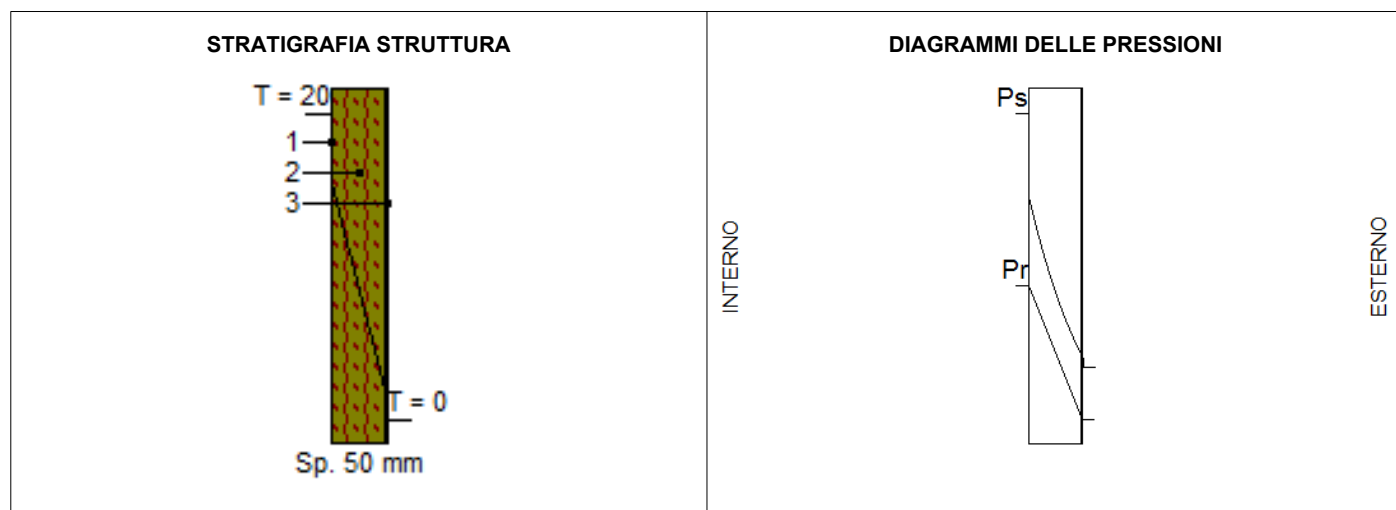 STRATIGRAFIA STRUTTURA
T = 20
1
2
3
T = 0
Sp. 50 mm
DIAGRAMMI DELLE PRESSIONI
Ps
Pr
INTERNO
ESTERNO